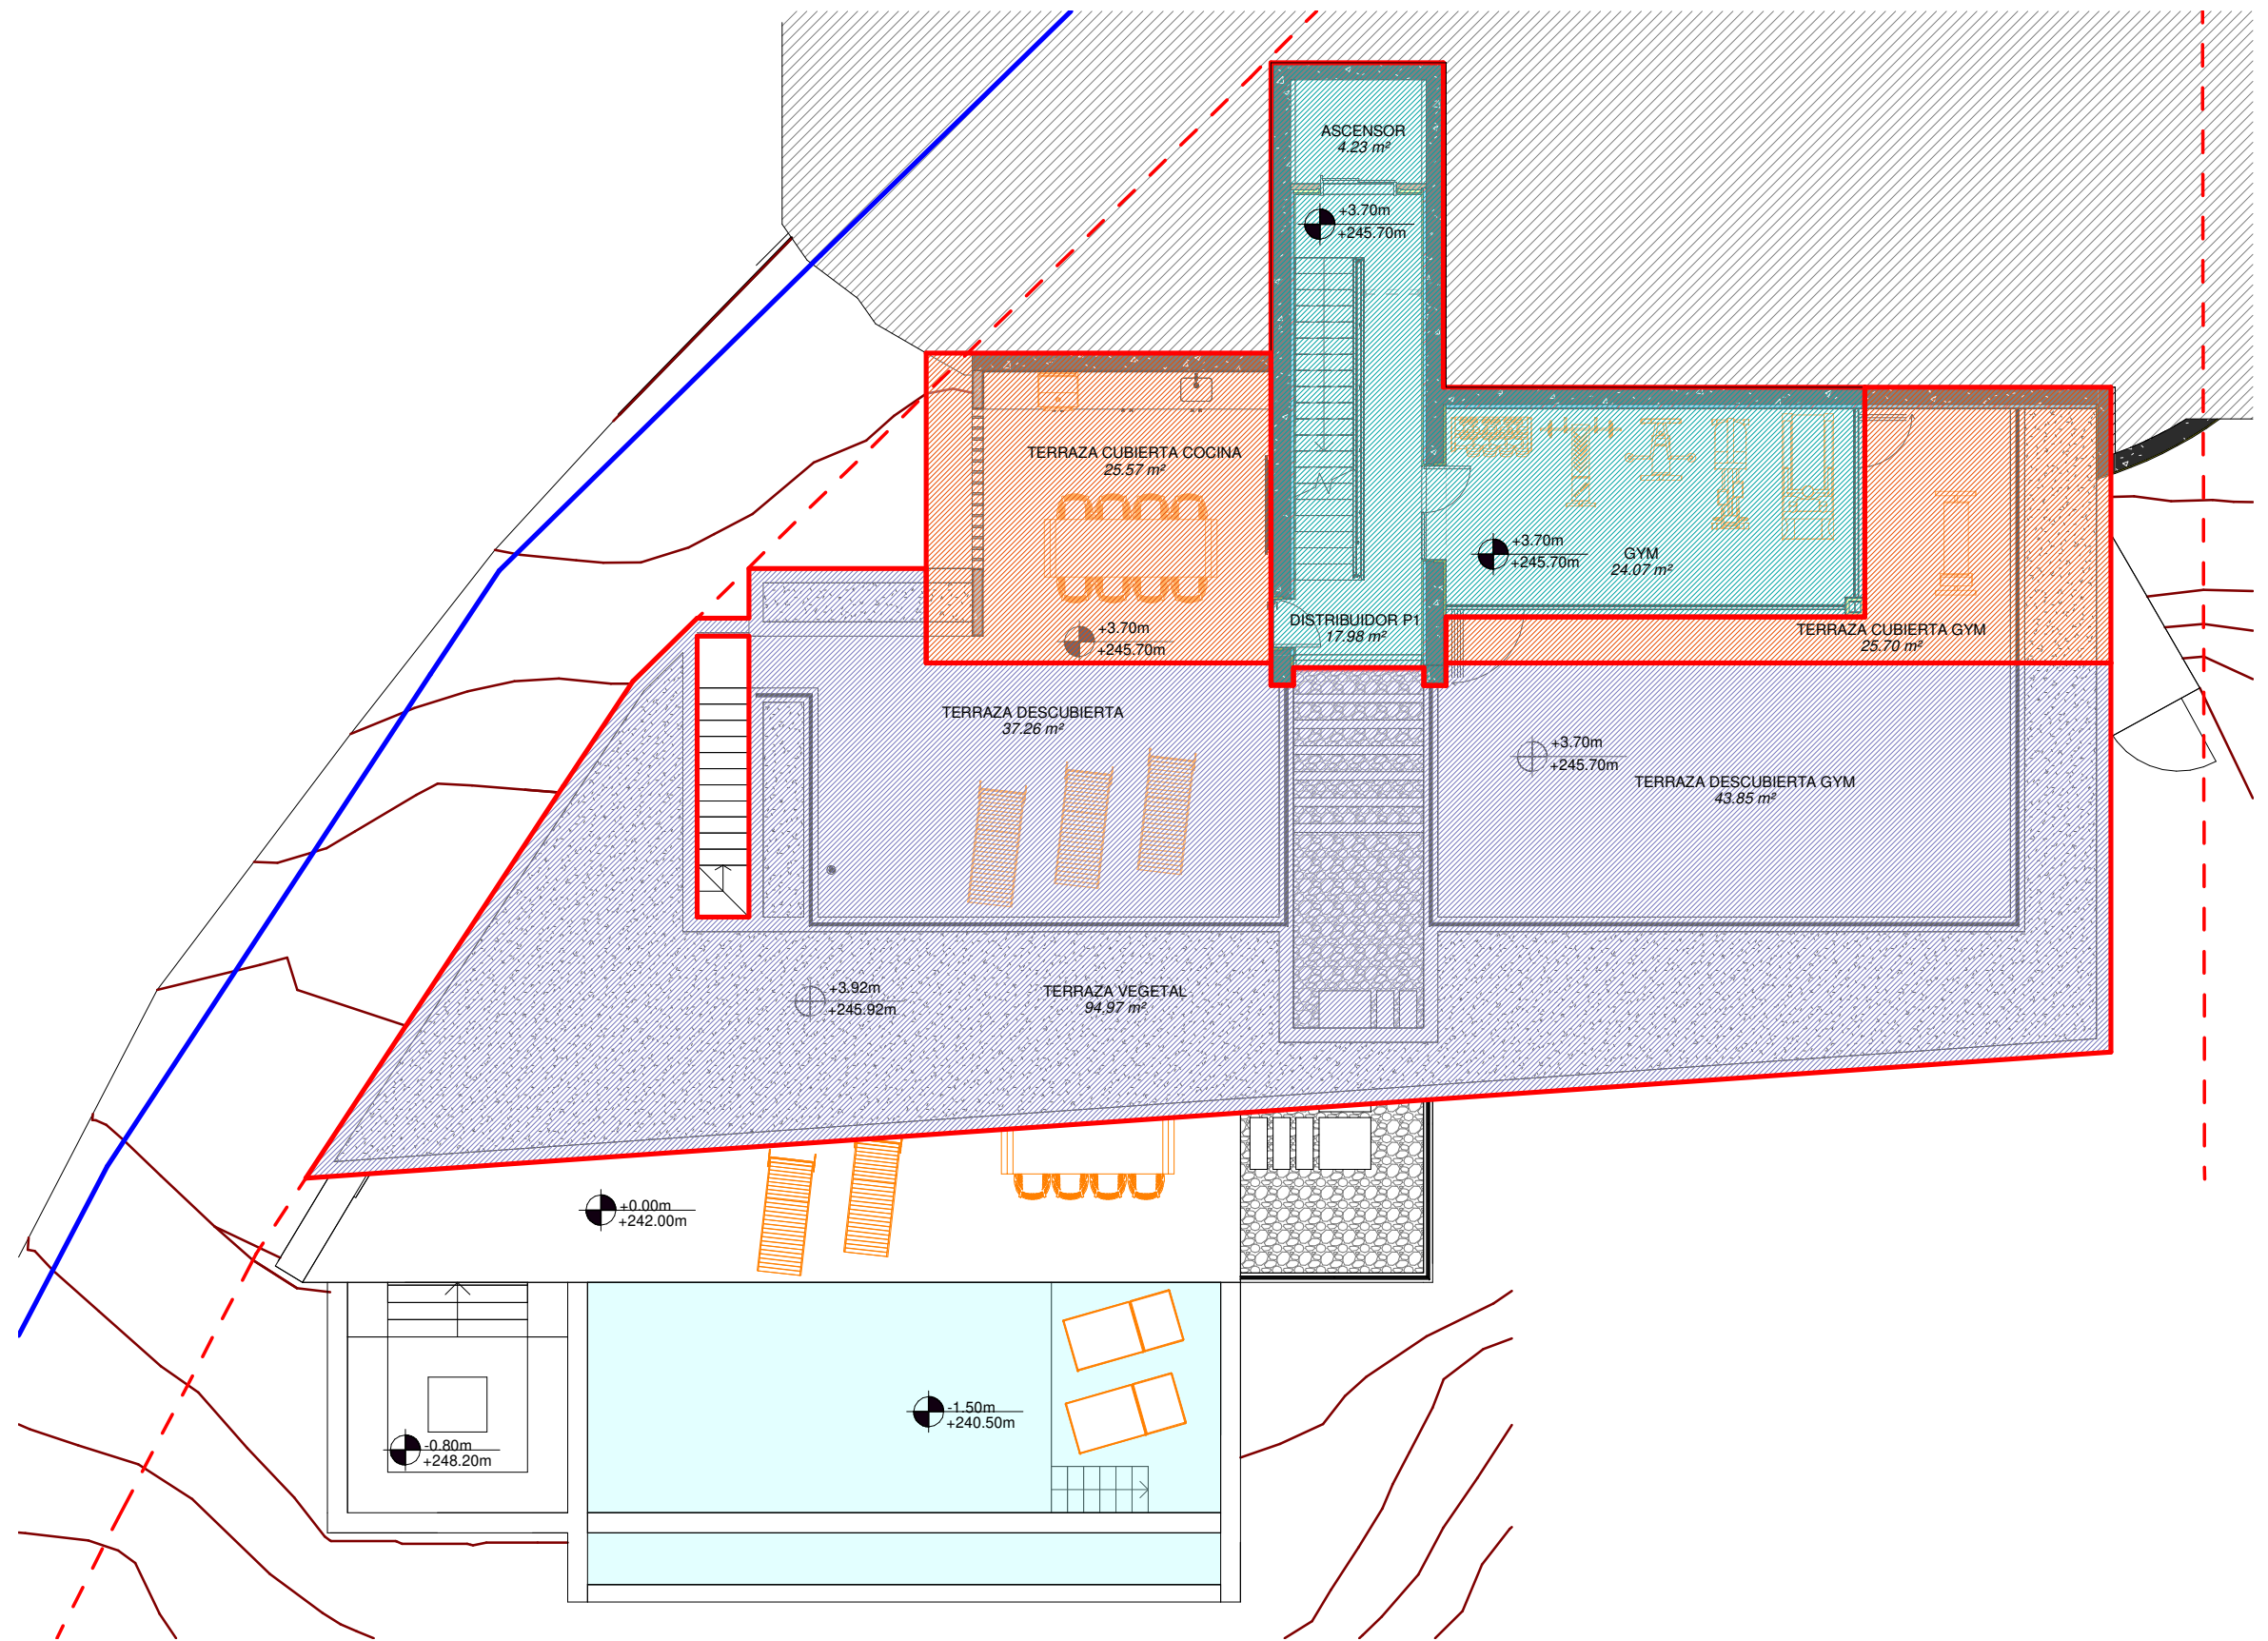 ASCENSOR
4.23 m²
+3.70m
+245.70m
TERRAZA CUBIERTA COCINA
25.57 m²
+3.70m
+245.70m
GYM
24.07 m²
DISTRIBUIDOR P1
17.98 m²
+3.70m
+245.70m
TERRAZA CUBIERTA GYM
25.70 m²
TERRAZA DESCUBIERTA
37.26 m²
+3.70m
+245.70m
TERRAZA DESCUBIERTA GYM
43.85 m²
+3.92m
+245.92m
TERRAZA VEGETAL
94.97 m²
+0.00m
+242.00m
-1.50m
+240.50m
-0.80m
+248.20m